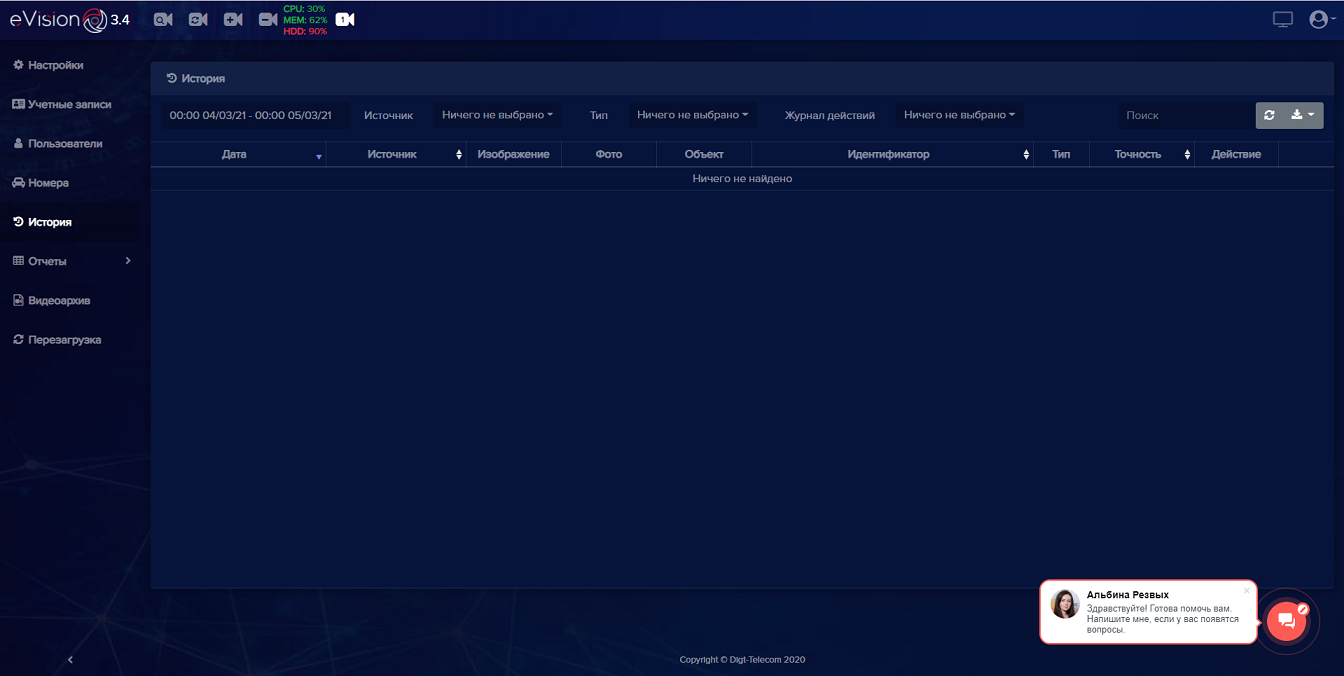 eVision 3.4
CPU: 30%
MEM: 62%
HDD: 90%
1
Настройки
Учетные записи
Пользователи
Номера
История
Отчеты
Видеоархив
Перезагрузка
История
00:00 04/03/21 - 00:00 05/03/21 Источник Ничего не выбрано Тип Ничего не выбрано Журнал действий Ничего не выбрано Поиск
Дата Источник Изображение Фото Объект Идентификатор Тип Точность Действие
Ничего не найдено
Альбина Резвых
Здравствуйте! Готова помочь вам.
Напишите мне, если у вас появятся
вопросы.
Copyright © Digt-Telecom 2020